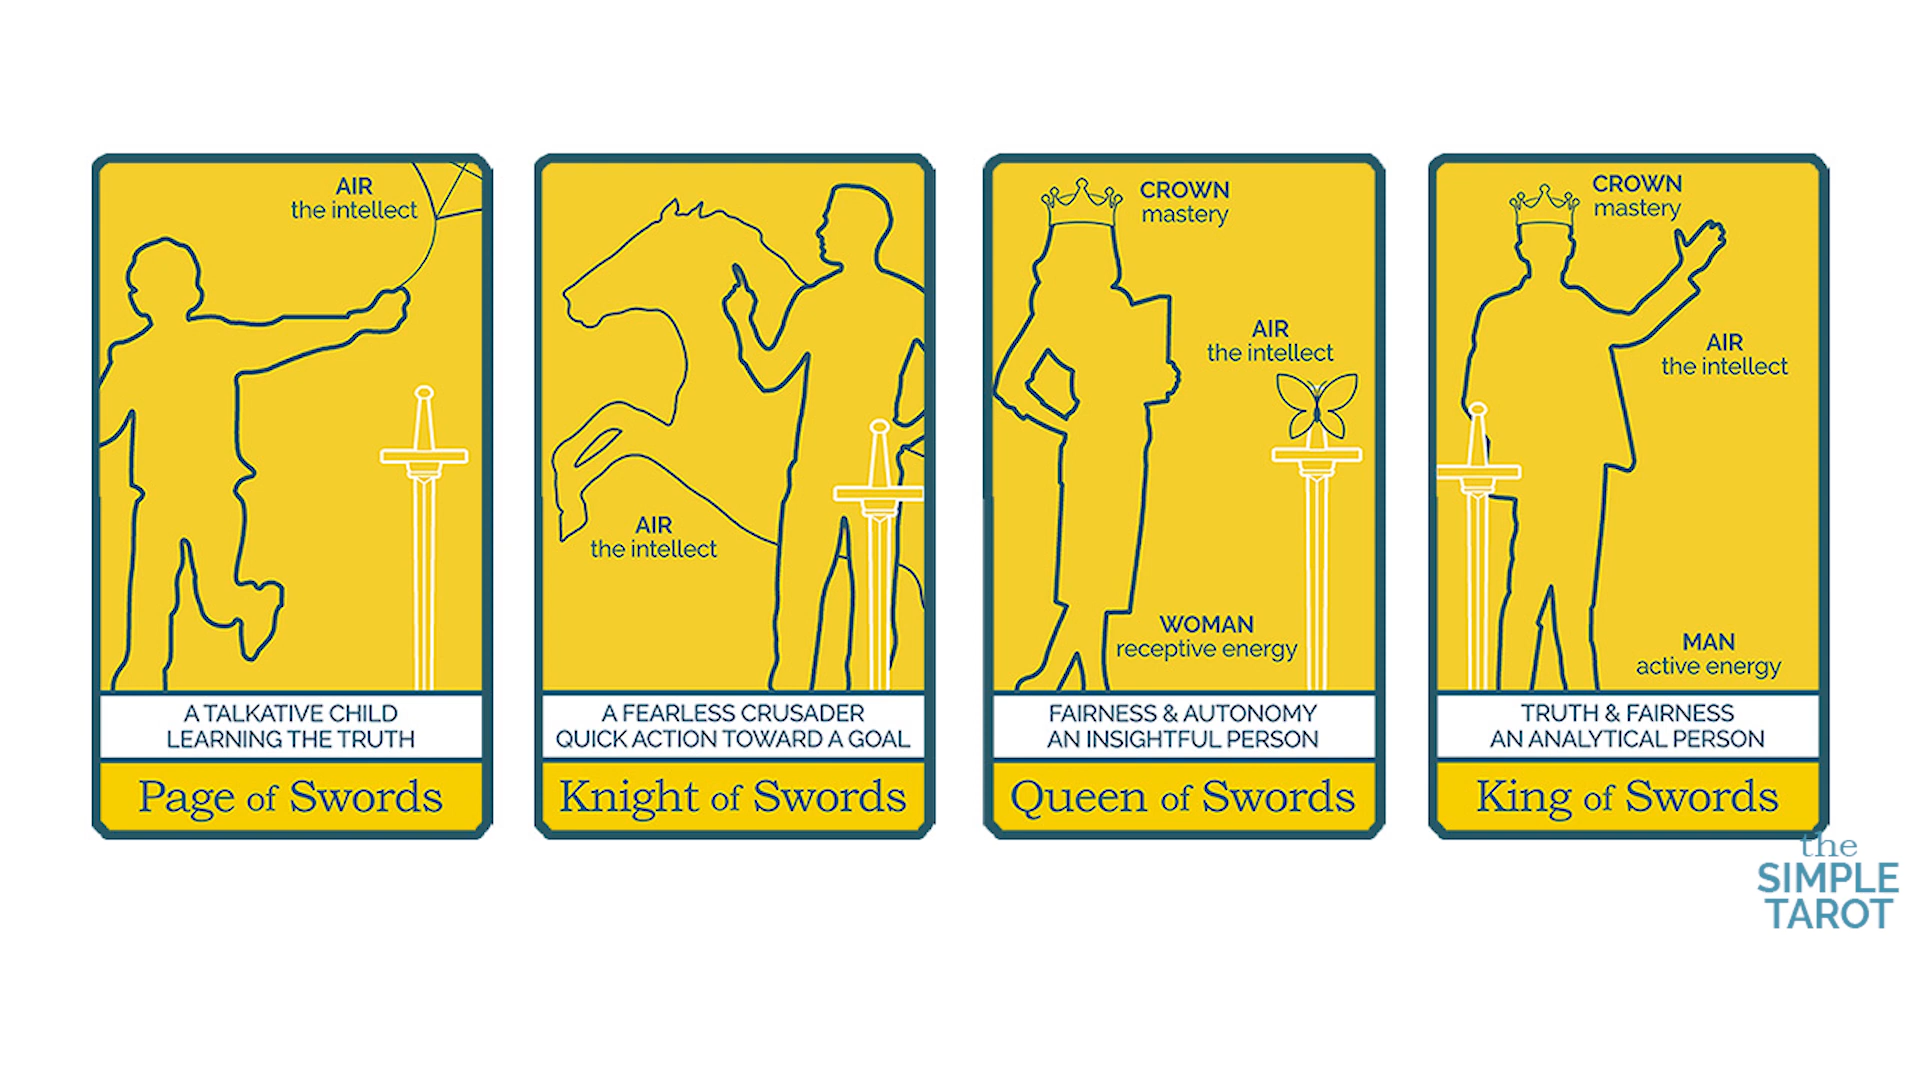 AIR
the intellect
A TALKATIVE CHILD
LEARNING THE TRUTH
Page of Swords
AIR
the intellect
A FEARLESS CRUSADER
QUICK ACTION TOWARD A GOAL
Knight of Swords
CROWN
mastery
AIR
the intellect
WOMAN
receptive energy
FAIRNESS & AUTONOMY
AN INSIGHTFUL PERSON
Queen of Swords
CROWN
mastery
AIR
the intellect
MAN
active energy
TRUTH & FAIRNESS
AN ANALYTICAL PERSON
King of Swords
the
SIMPLE
TAROT